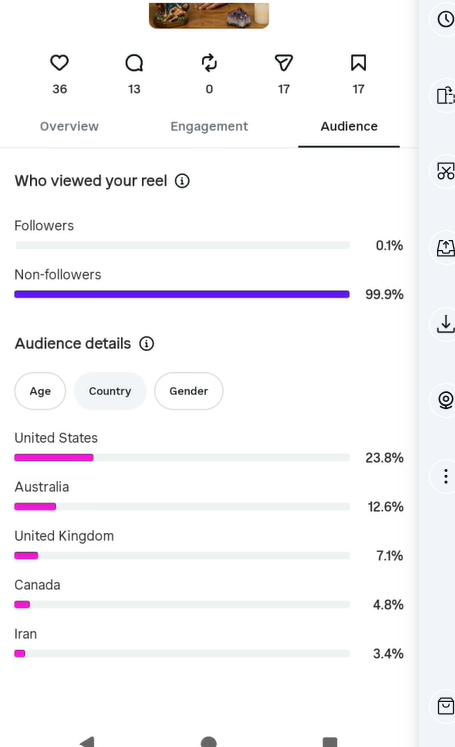 36 13 0 17 17
Overview Engagement Audience
Who viewed your reel
Followers
0.1%
Non-followers
99.9%
Audience details
Age Country Gender
United States
23.8%
Australia
12.6%
United Kingdom
7.1%
Canada
4.8%
Iran
3.4%